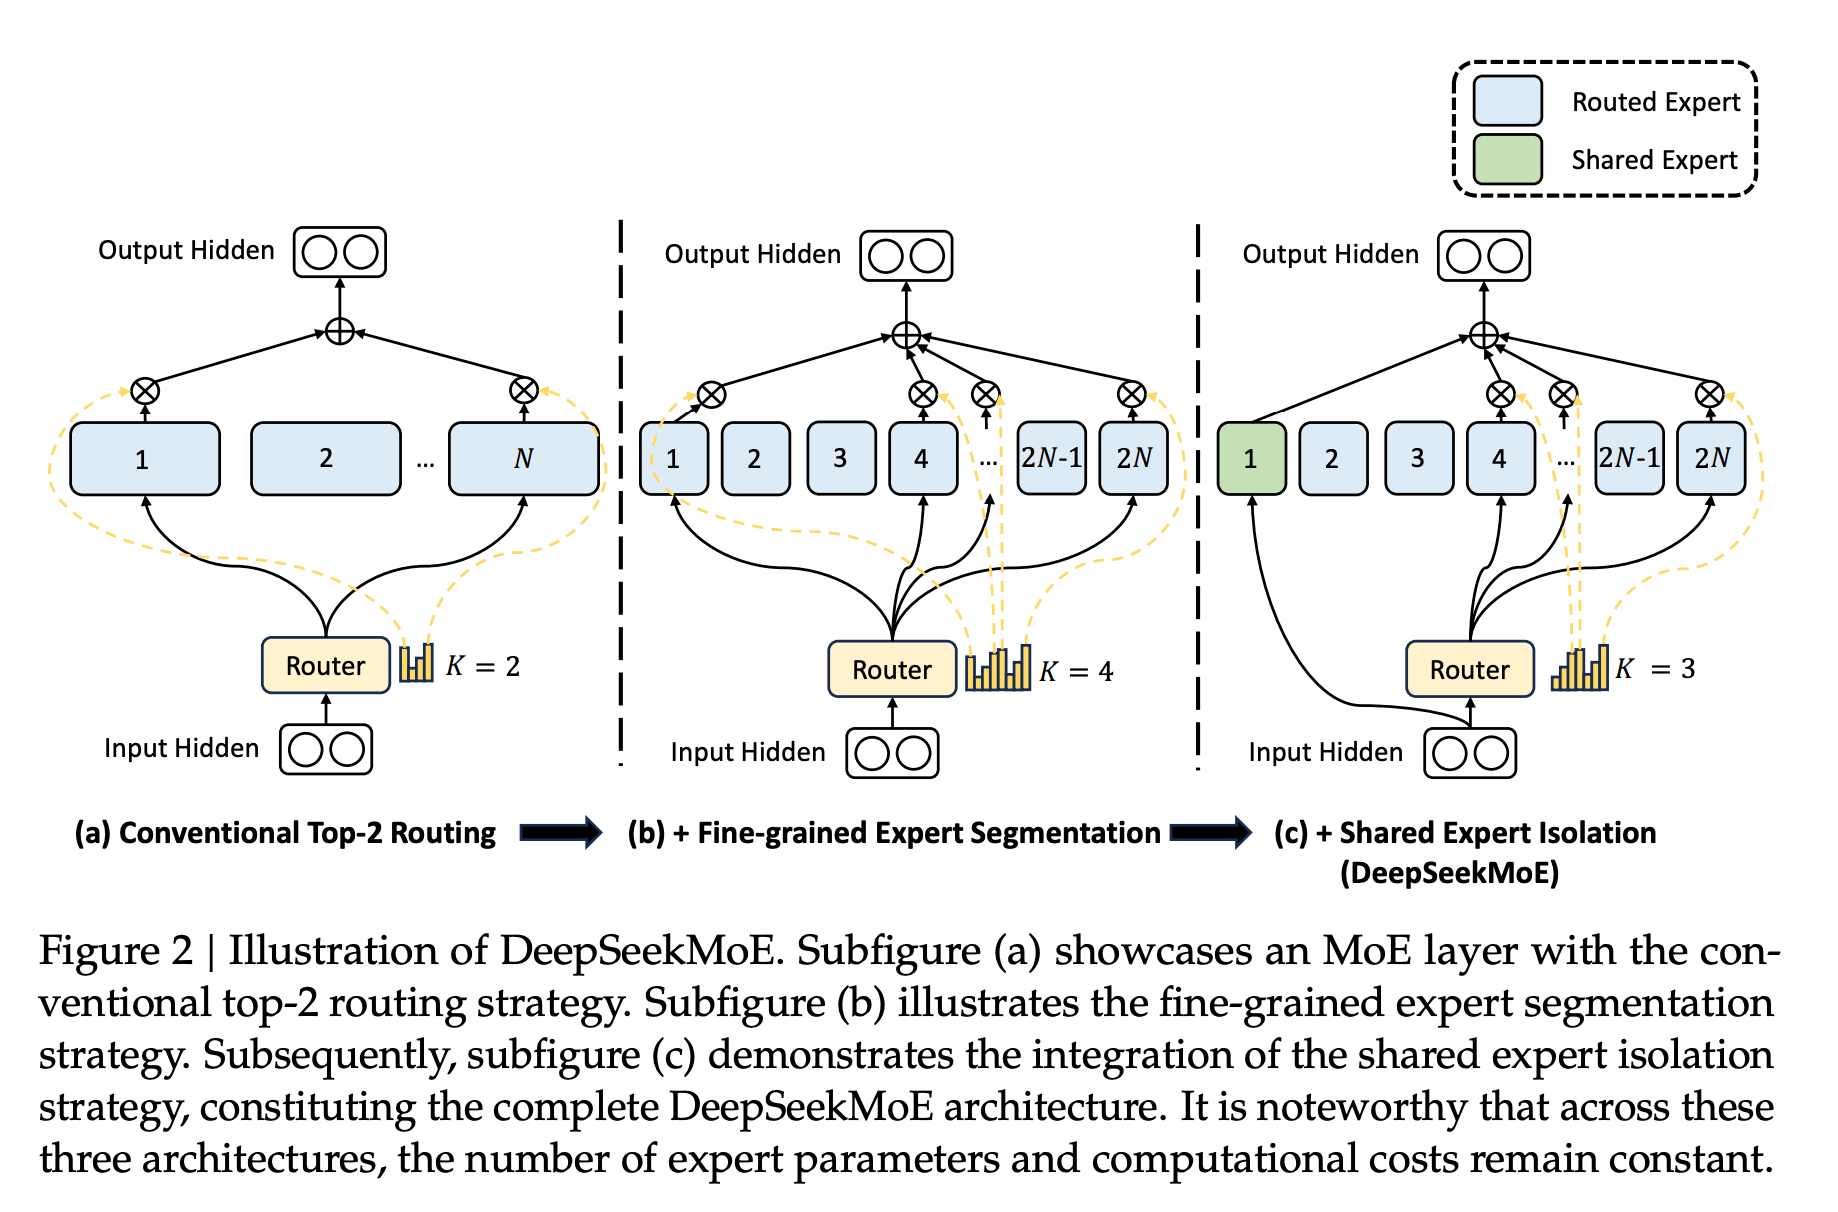 Routed Expert
Shared Expert
Output Hidden
1
2
...
N
Router
K = 2
Input Hidden
Output Hidden
1
2
3
4
...
2N-1
2N
Router
K = 4
Input Hidden
Output Hidden
1
2
3
4
...
2N-1
2N
Router
K = 3
Input Hidden
(a) Conventional Top-2 Routing
(b) + Fine-grained Expert Segmentation
(c) + Shared Expert Isolation
(DeepSeekMoE)
Figure 2 | Illustration of DeepSeekMoE. Subfigure (a) showcases an MoE layer with the con-
ventional top-2 routing strategy. Subfigure (b) illustrates the fine-grained expert segmentation
strategy. Subsequently, subfigure (c) demonstrates the integration of the shared expert isolation
strategy, constituting the complete DeepSeekMoE architecture. It is noteworthy that across these
three architectures, the number of expert parameters and computational costs remain constant.